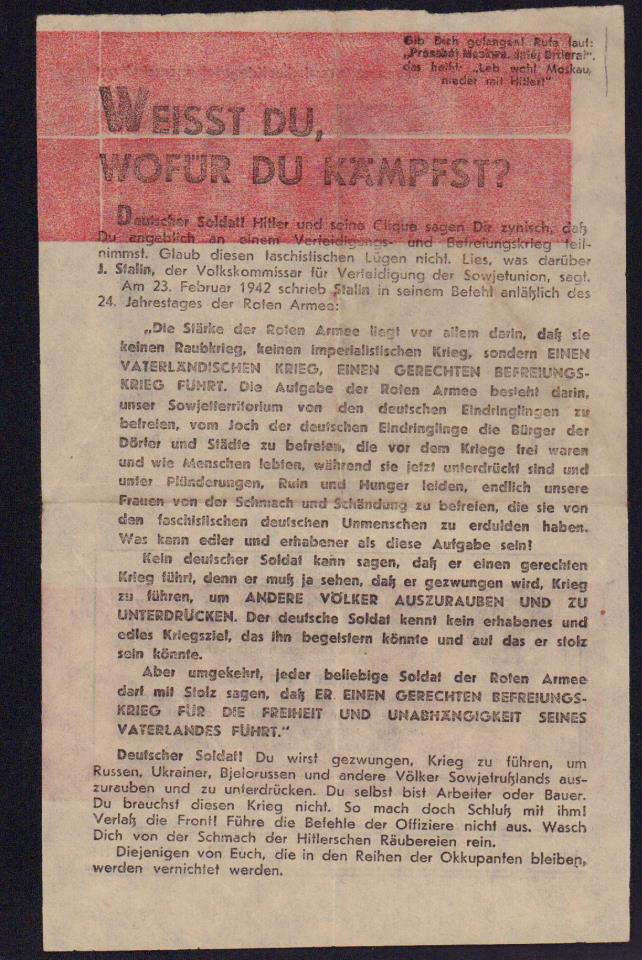 Gib Dich gefangen! Rufe laut:
„Prosch Moskwa, doloj Gitlera!",
das heißt: „Leb wohl Moskau,
nieder mit Hitler!"
WEISST DU,
WOFÜR DU KÄMPFST?
Deutscher Soldat! Hitler und seine Clique sagen Dir zynisch, daß
Du angeblich an einem Verteidigungs- und Befreiungskrieg teil-
nimmst. Glaub diesen faschistischen Lügen nicht. Lies, was darüber
J. Stalin, der Volkskommissar für Verteidigung der Sowjetunion, sagt.
Am 23. Februar 1942 schrieb Stalin in seinem Befehl anläßlich des
24. Jahrestages der Roten Armee:
„Die Stärke der Roten Armee liegt vor allem darin, daß sie
keinen Raubkrieg, keinen imperialistischen Krieg, sondern EINEN
VATERLÄNDISCHEN KRIEG, EINEN GERECHTEN BEFREIUNGS-
KRIEG FÜHRT. Die Aufgabe der Roten Armee besteht darin,
unser Sowjetterritorium von den deutschen Eindringlingen zu
befreien, vom Joch der deutschen Eindringlinge die Bürger der
Dörfer und Städte zu befreien, die vor dem Kriege frei waren
und wie Menschen lebten, während sie jetzt unterdrückt sind und
unter Plünderungen, Ruin und Hunger leiden, endlich unsere
Frauen von der Schmach und Schändung zu befreien, die sie von
den faschistischen deutschen Unmenschen zu erdulden haben.
Was kann edler und erhabener als diese Aufgabe sein!
Kein deutscher Soldat kann sagen, daß er einen gerechten
Krieg führt, denn er muß ja sehen, daß er gezwungen wird, Krieg
zu führen, um ANDERE VÖLKER AUSZURAUBEN UND ZU
UNTERDRÜCKEN. Der deutsche Soldat kennt kein erhabenes und
edles Kriegsziel, das ihn begeistern könnte und auf das er stolz
sein könnte.
Aber umgekehrt, jeder beliebige Soldat der Roten Armee
darf mit Stolz sagen, daß ER EINEN GERECHTEN BEFREIUNGS-
KRIEG FÜR DIE FREIHEIT UND UNABHÄNGIGKEIT SEINES
VATERLANDES FÜHRT."
Deutscher Soldat! Du wirst gezwungen, Krieg zu führen, um
Russen, Ukrainer, Bjelorussen und andere Völker Sowjetrußlands aus-
zurauben und zu unterdrücken. Du selbst bist Arbeiter oder Bauer.
Du brauchst diesen Krieg nicht. So mach doch Schluß mit ihm!
Verlaß die Front! Führe die Befehle der Offiziere nicht aus. Wasch
Dich von der Schmach der Hitlerschen Räubereien rein.
Diejenigen von Euch, die in den Reihen der Okkupanten bleiben,
werden vernichtet werden.